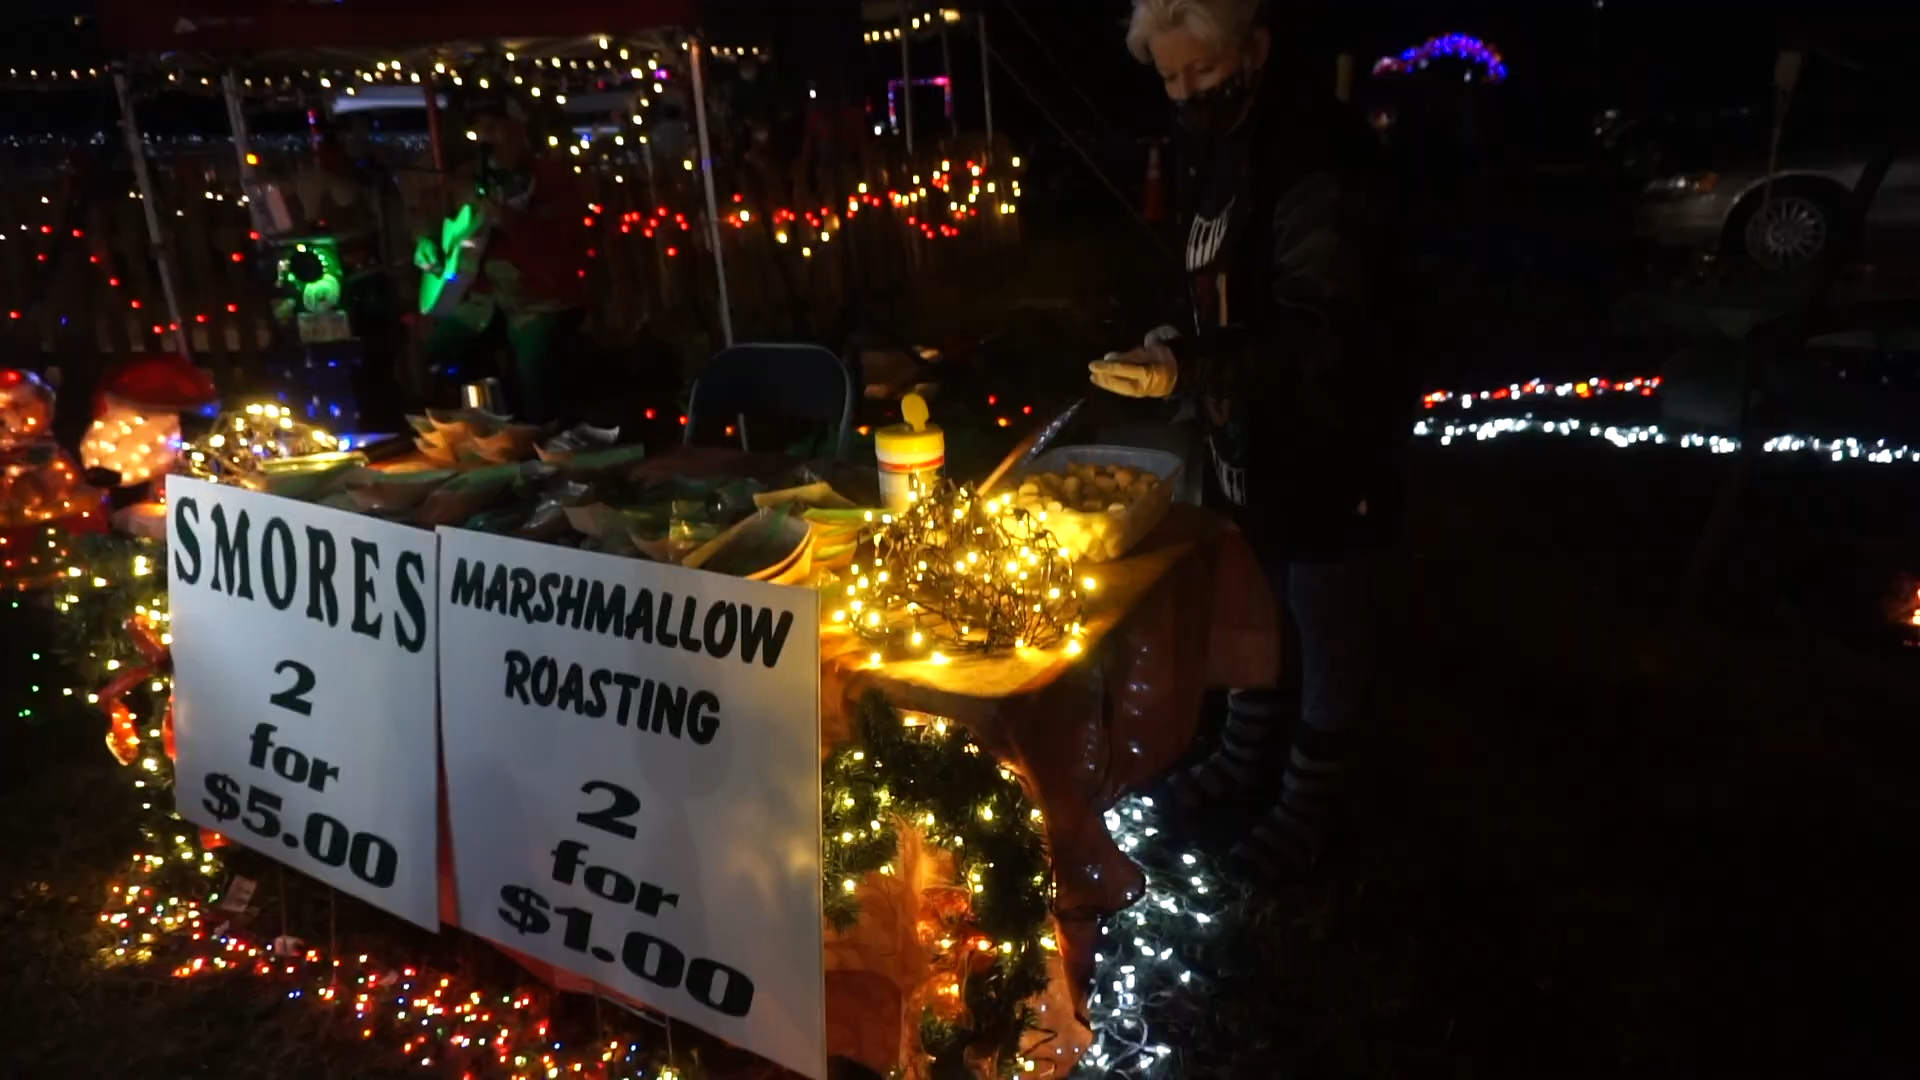 SMORES
2
for
$5.00
MARSHMALLOW
ROASTING
2
for
$1.00